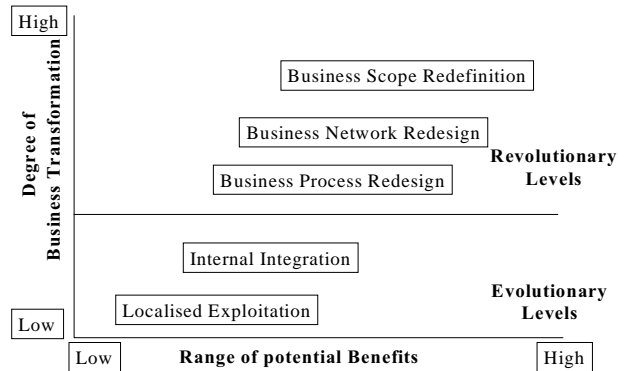 High
Business Scope Redefinition
Business Network Redesign
Business Process Redesign
Revolutionary
Levels
Degree of
Business Transformation
Internal Integration
Localised Exploitation
Evolutionary
Levels
Low
Low
Range of potential Benefits
High